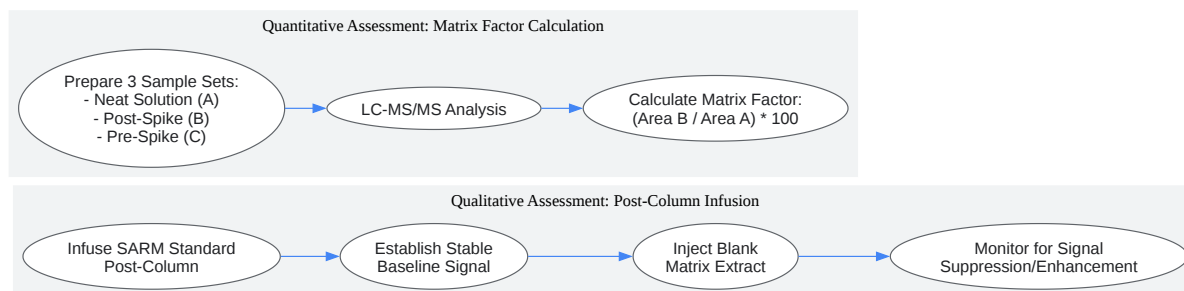 Quantitative Assessment: Matrix Factor Calculation
Prepare 3 Sample Sets:
- Neat Solution (A)
- Post-Spike (B)
- Pre-Spike (C)
LC-MS/MS Analysis
Calculate Matrix Factor:
(Area B / Area A) * 100
Qualitative Assessment: Post-Column Infusion
Infuse SARM Standard
Post-Column
Establish Stable
Baseline Signal
Inject Blank
Matrix Extract
Monitor for Signal
Suppression/Enhancement